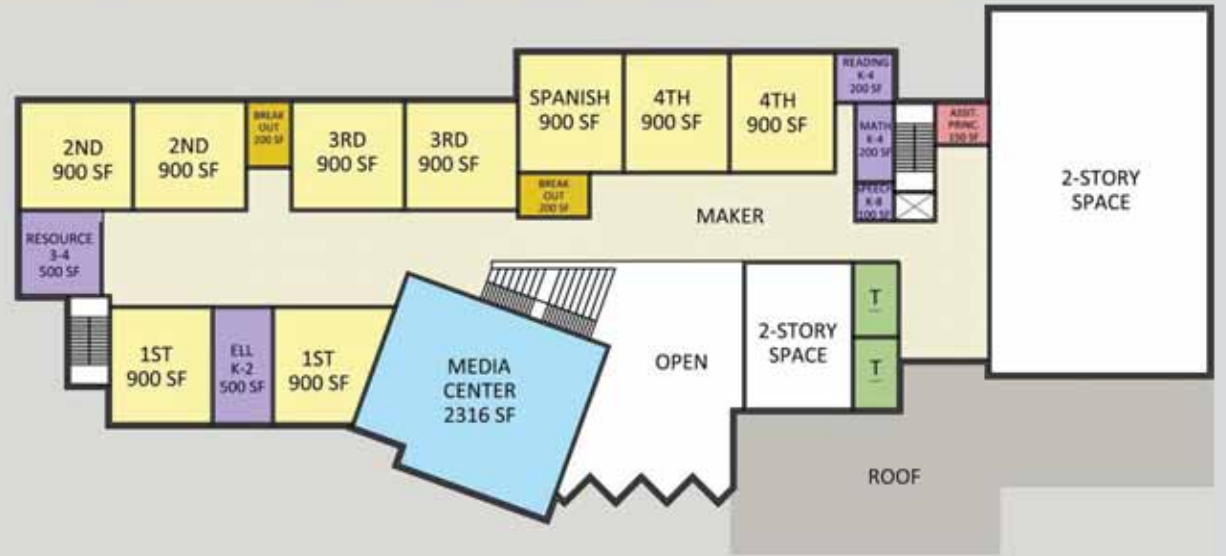 2ND
900 SF
2ND
900 SF
BREAK
OUT
200 SF
3RD
900 SF
3RD
900 SF
SPANISH
900 SF
4TH
900 SF
4TH
900 SF
READING
K-4
200 SF
MATH
K-4
200 SF
ASST.
PRINC.
150 SF
2-STORY
SPACE
BREAK
OUT
200 SF
SPEECH
K-8
100 SF
MAKER
RESOURCE
3-4
500 SF
1ST
900 SF
ELL
K-2
500 SF
1ST
900 SF
MEDIA
CENTER
2316 SF
OPEN
2-STORY
SPACE
T
T
ROOF